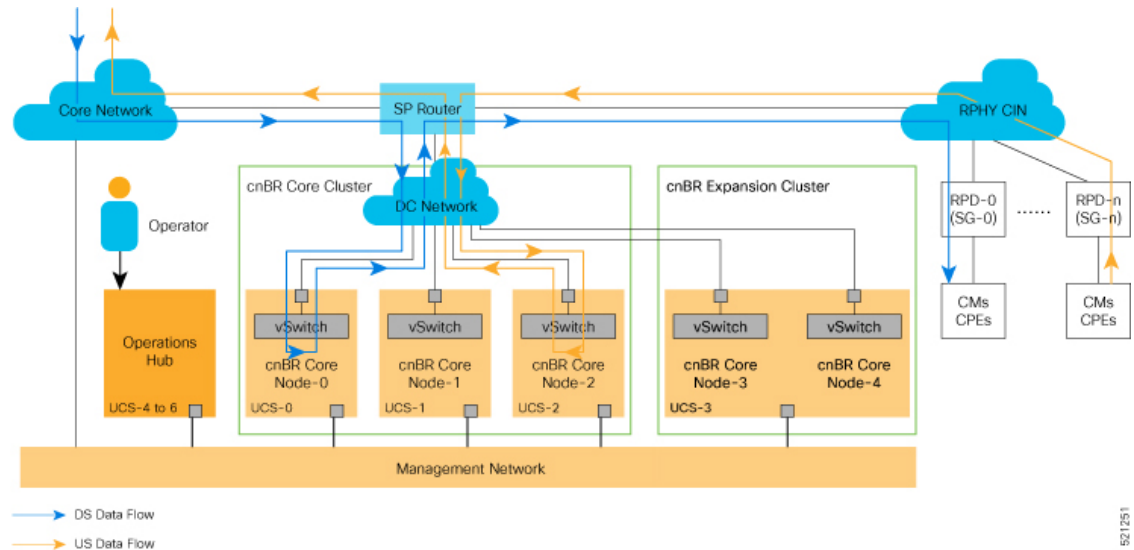 Core Network
SP Router
RPHY CIN
cnBR Core Cluster
DC Network
cnBR Expansion Cluster
Operator
RPD-0
(SG-0)
......
RPD-n
(SG-n)
Operations
Hub
UCS-4 to 6
vSwitch
cnBR Core
Node-0
UCS-0
vSwitch
cnBR Core
Node-1
UCS-1
vSwitch
cnBR Core
Node-2
UCS-2
vSwitch
cnBR Core
Node-3
vSwitch
cnBR Core
Node-4
UCS-3
CMs
CPEs
CMs
CPEs
Management Network
DS Data Flow
US Data Flow
521251